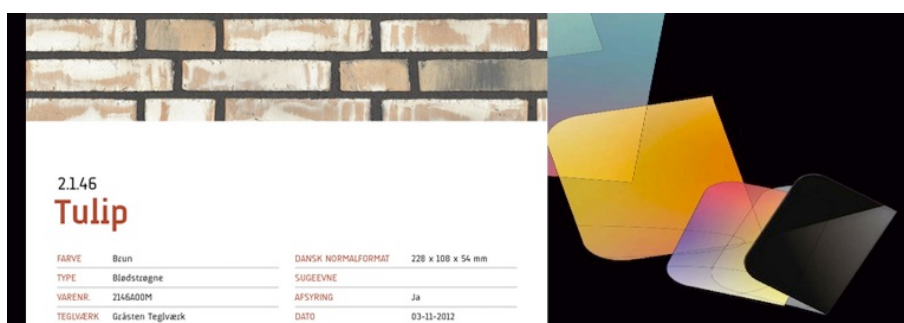 2.1.46
Tulip
FARVE Brun
TYPE Blødstrøgne
VARENR. 2146A00M
TEGLVÆRK Gråsten Teglværk
DANSK NORMALFORMAT 228 x 108 x 54 mm
SUGEEVNE
AFSYRING Ja
DATO 03-11-2012